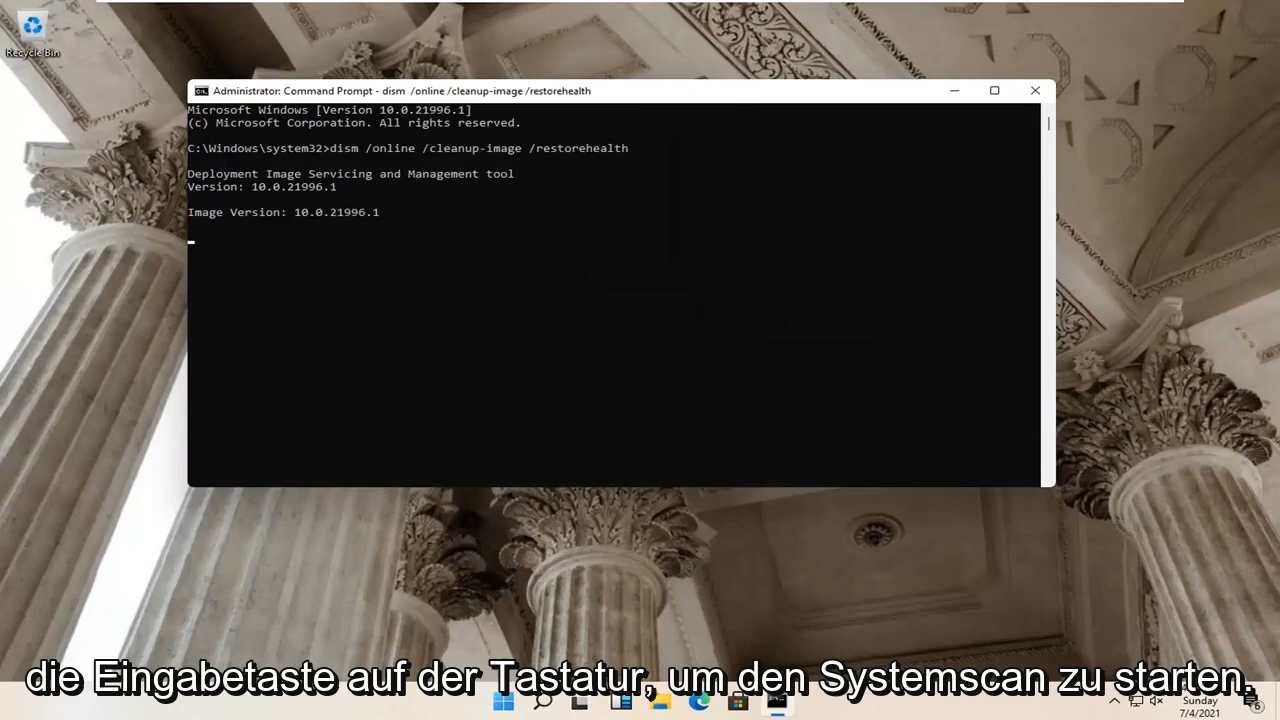 Recycle Bin
Administrator: Command Prompt - dism /online /cleanup-image /restorehealth
Microsoft Windows [Version 10.0.21996.1]
(c) Microsoft Corporation. All rights reserved.
C:\Windows\system32>dism /online /cleanup-image /restorehealth
Deployment Image Servicing and Management tool
Version: 10.0.21996.1
Image Version: 10.0.21996.1
die Eingabetaste auf der Tastatur, um den Systemscan zu starten.
Sunday
7/4/2021
6